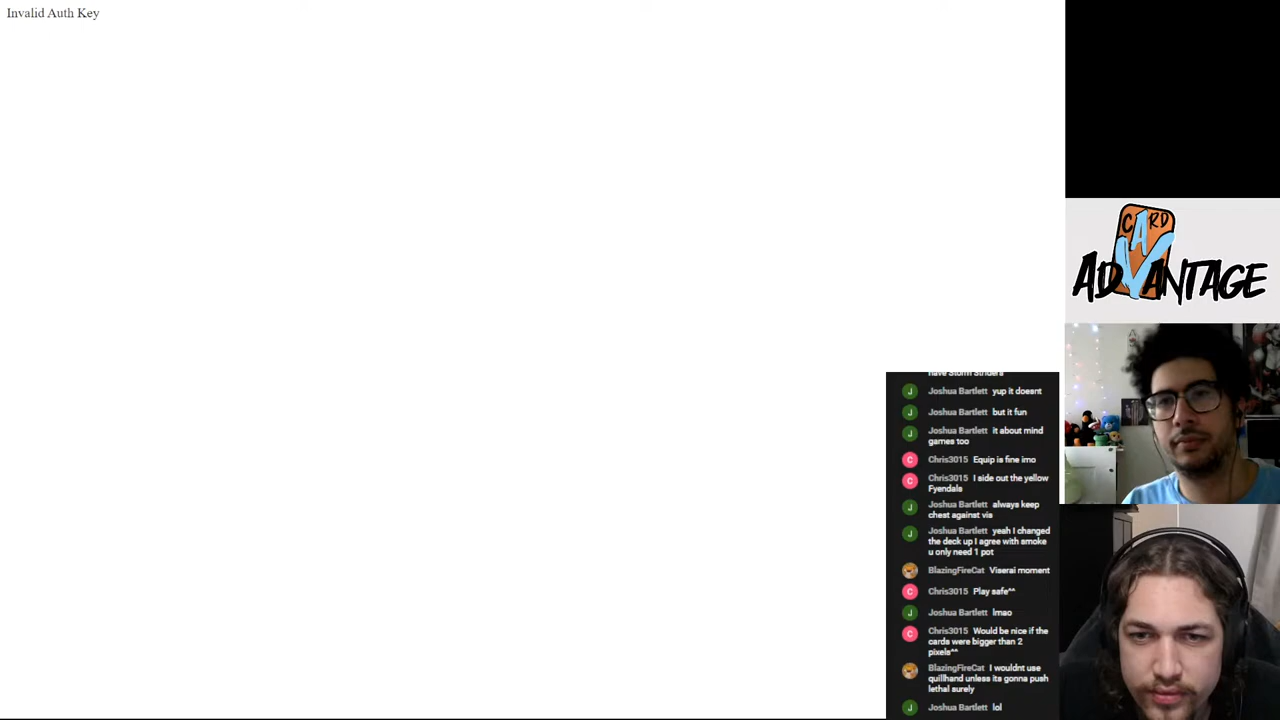 Invalid Auth Key
CARD
ADVANTAGE
have Storm Striders
Joshua Bartlett yup it doesnt
Joshua Bartlett but it fun
Joshua Bartlett it about mind
games too
Chris3015 Equip is fine imo
Chris3015 I side out the yellow
Fyendals
Joshua Bartlett always keep
chest against vis
Joshua Bartlett yeah I changed
the deck up I agree with smoke
u only need 1 pot
BlazingFireCat Viserai moment
Chris3015 Play safe^^
Joshua Bartlett lmao
Chris3015 Would be nice if the
cards were bigger than 2
pixels^^
BlazingFireCat I wouldnt use
quillhand unless its gonna push
lethal surely
Joshua Bartlett lol